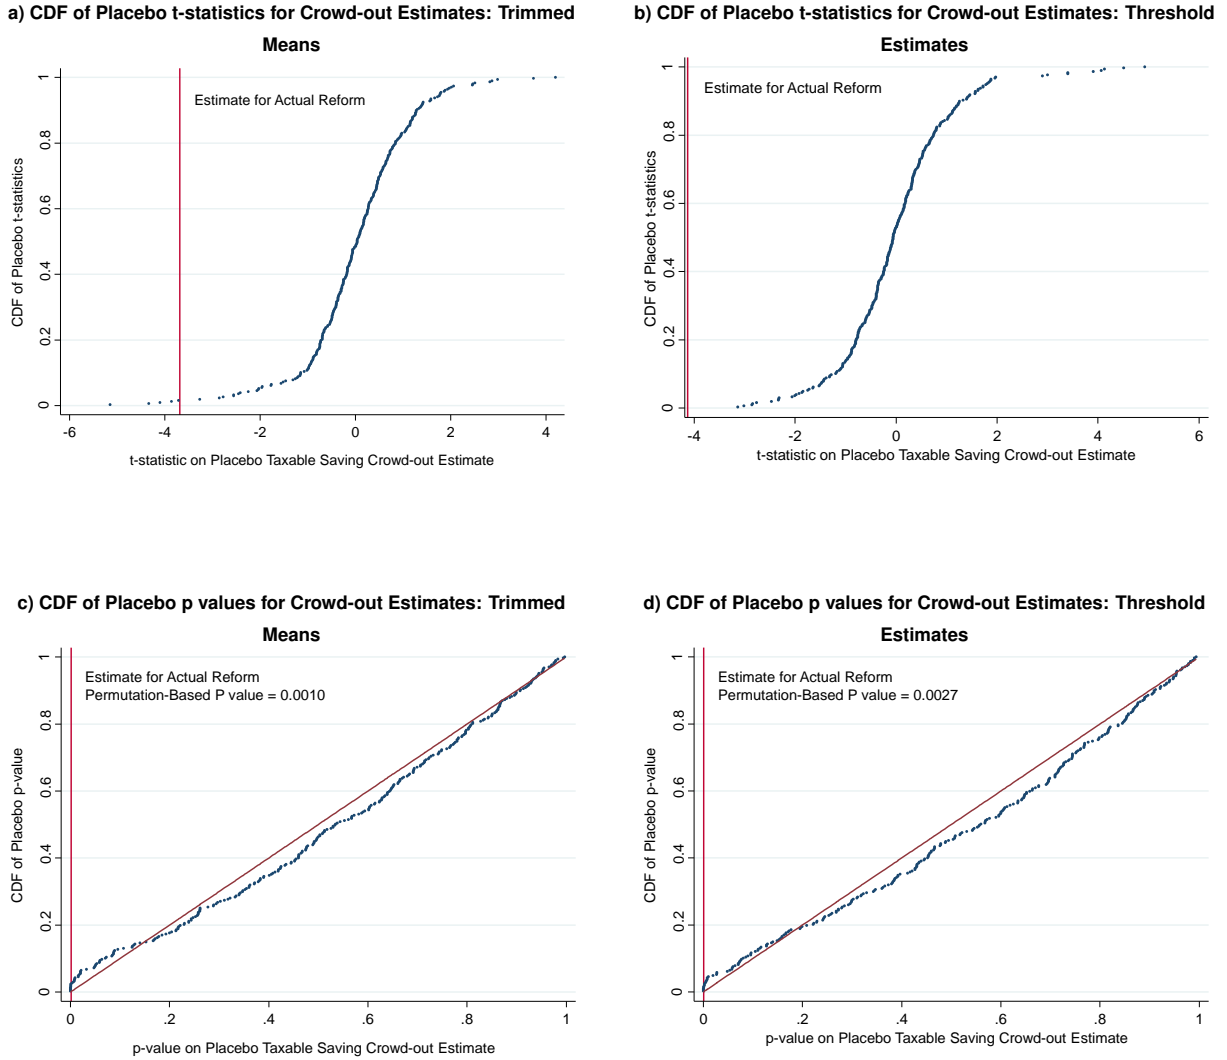 a) CDF of Placebo t-statistics for Crowd-out Estimates: Trimmed
Means
Estimate for Actual Reform
CDF of Placebo t-statistics
0
0.2
0.4
0.6
0.8
1
-6 -4 -2 0 2 4
t-statistic on Placebo Taxable Saving Crowd-out Estimate
b) CDF of Placebo t-statistics for Crowd-out Estimates: Threshold
Estimates
Estimate for Actual Reform
CDF of Placebo t-statistics
0
0.2
0.4
0.6
0.8
1
-4 -2 0 2 4 6
t-statistic on Placebo Taxable Saving Crowd-out Estimate
c) CDF of Placebo p values for Crowd-out Estimates: Trimmed
Means
Estimate for Actual Reform
Permutation-Based P value = 0.0010
CDF of Placebo p-value
0
0.2
0.4
0.6
0.8
1
0 .2 .4 .6 .8 1
p-value on Placebo Taxable Saving Crowd-out Estimate
d) CDF of Placebo p values for Crowd-out Estimates: Threshold
Estimates
Estimate for Actual Reform
Permutation-Based P value = 0.0027
CDF of Placebo p-value
0
0.2
0.4
0.6
0.8
1
0 .2 .4 .6 .8 1
p-value on Placebo Taxable Saving Crowd-out Estimate